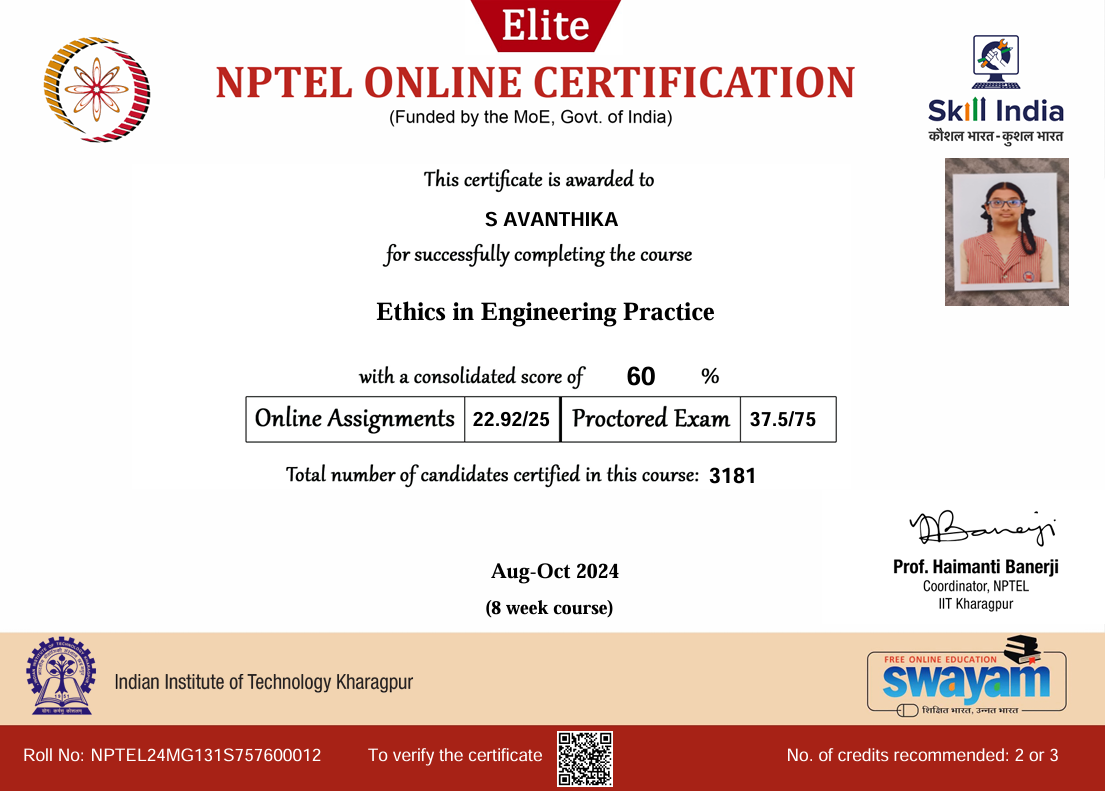 Elite
NPTEL ONLINE CERTIFICATION
(Funded by the MoE, Govt. of India)
Skill India
कौशल भारत - कुशल भारत
This certificate is awarded to
S AVANTHIKA
for successfully completing the course
Ethics in Engineering Practice
with a consolidated score of 60 %
Online Assignments 22.92/25 Proctored Exam 37.5/75
Total number of candidates certified in this course: 3181
Aug-Oct 2024
(8 week course)
Prof. Haimanti Banerji
Coordinator, NPTEL
IIT Kharagpur
Indian Institute of Technology Kharagpur
FREE ONLINE EDUCATION
swayam
शिक्षित भारत, उन्नत भारत
Roll No: NPTEL24MG131S757600012 To verify the certificate No. of credits recommended: 2 or 3